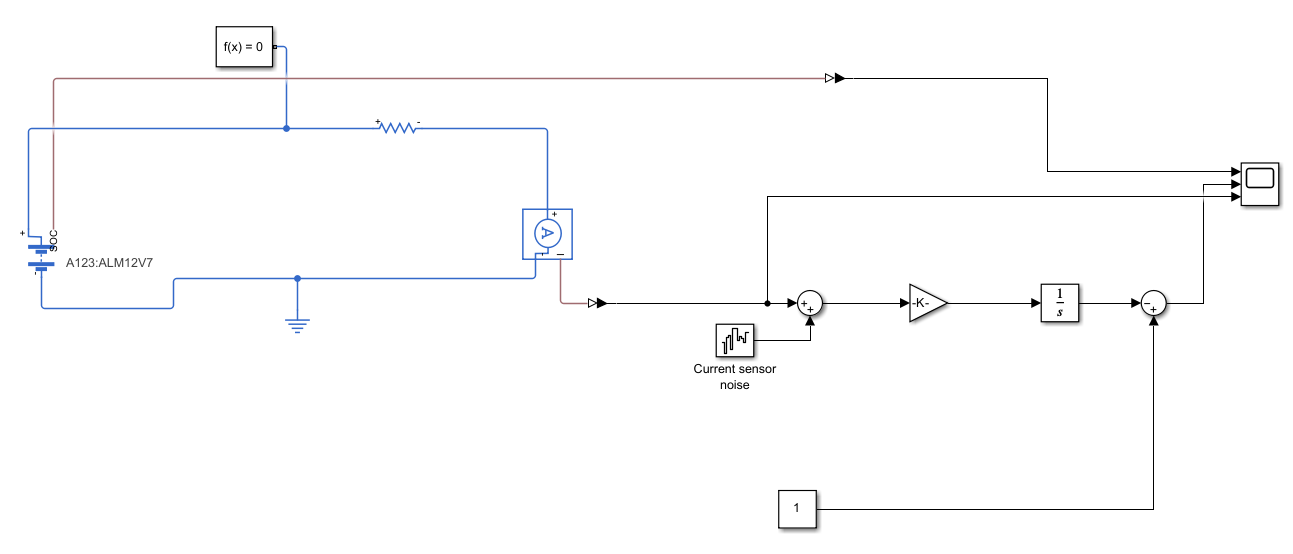 f(x) = 0
+
-
+
SOC
A123:ALM12V7
-
+
A
I
-
+
+
-K-
1
s
-
+
Current sensor
noise
1